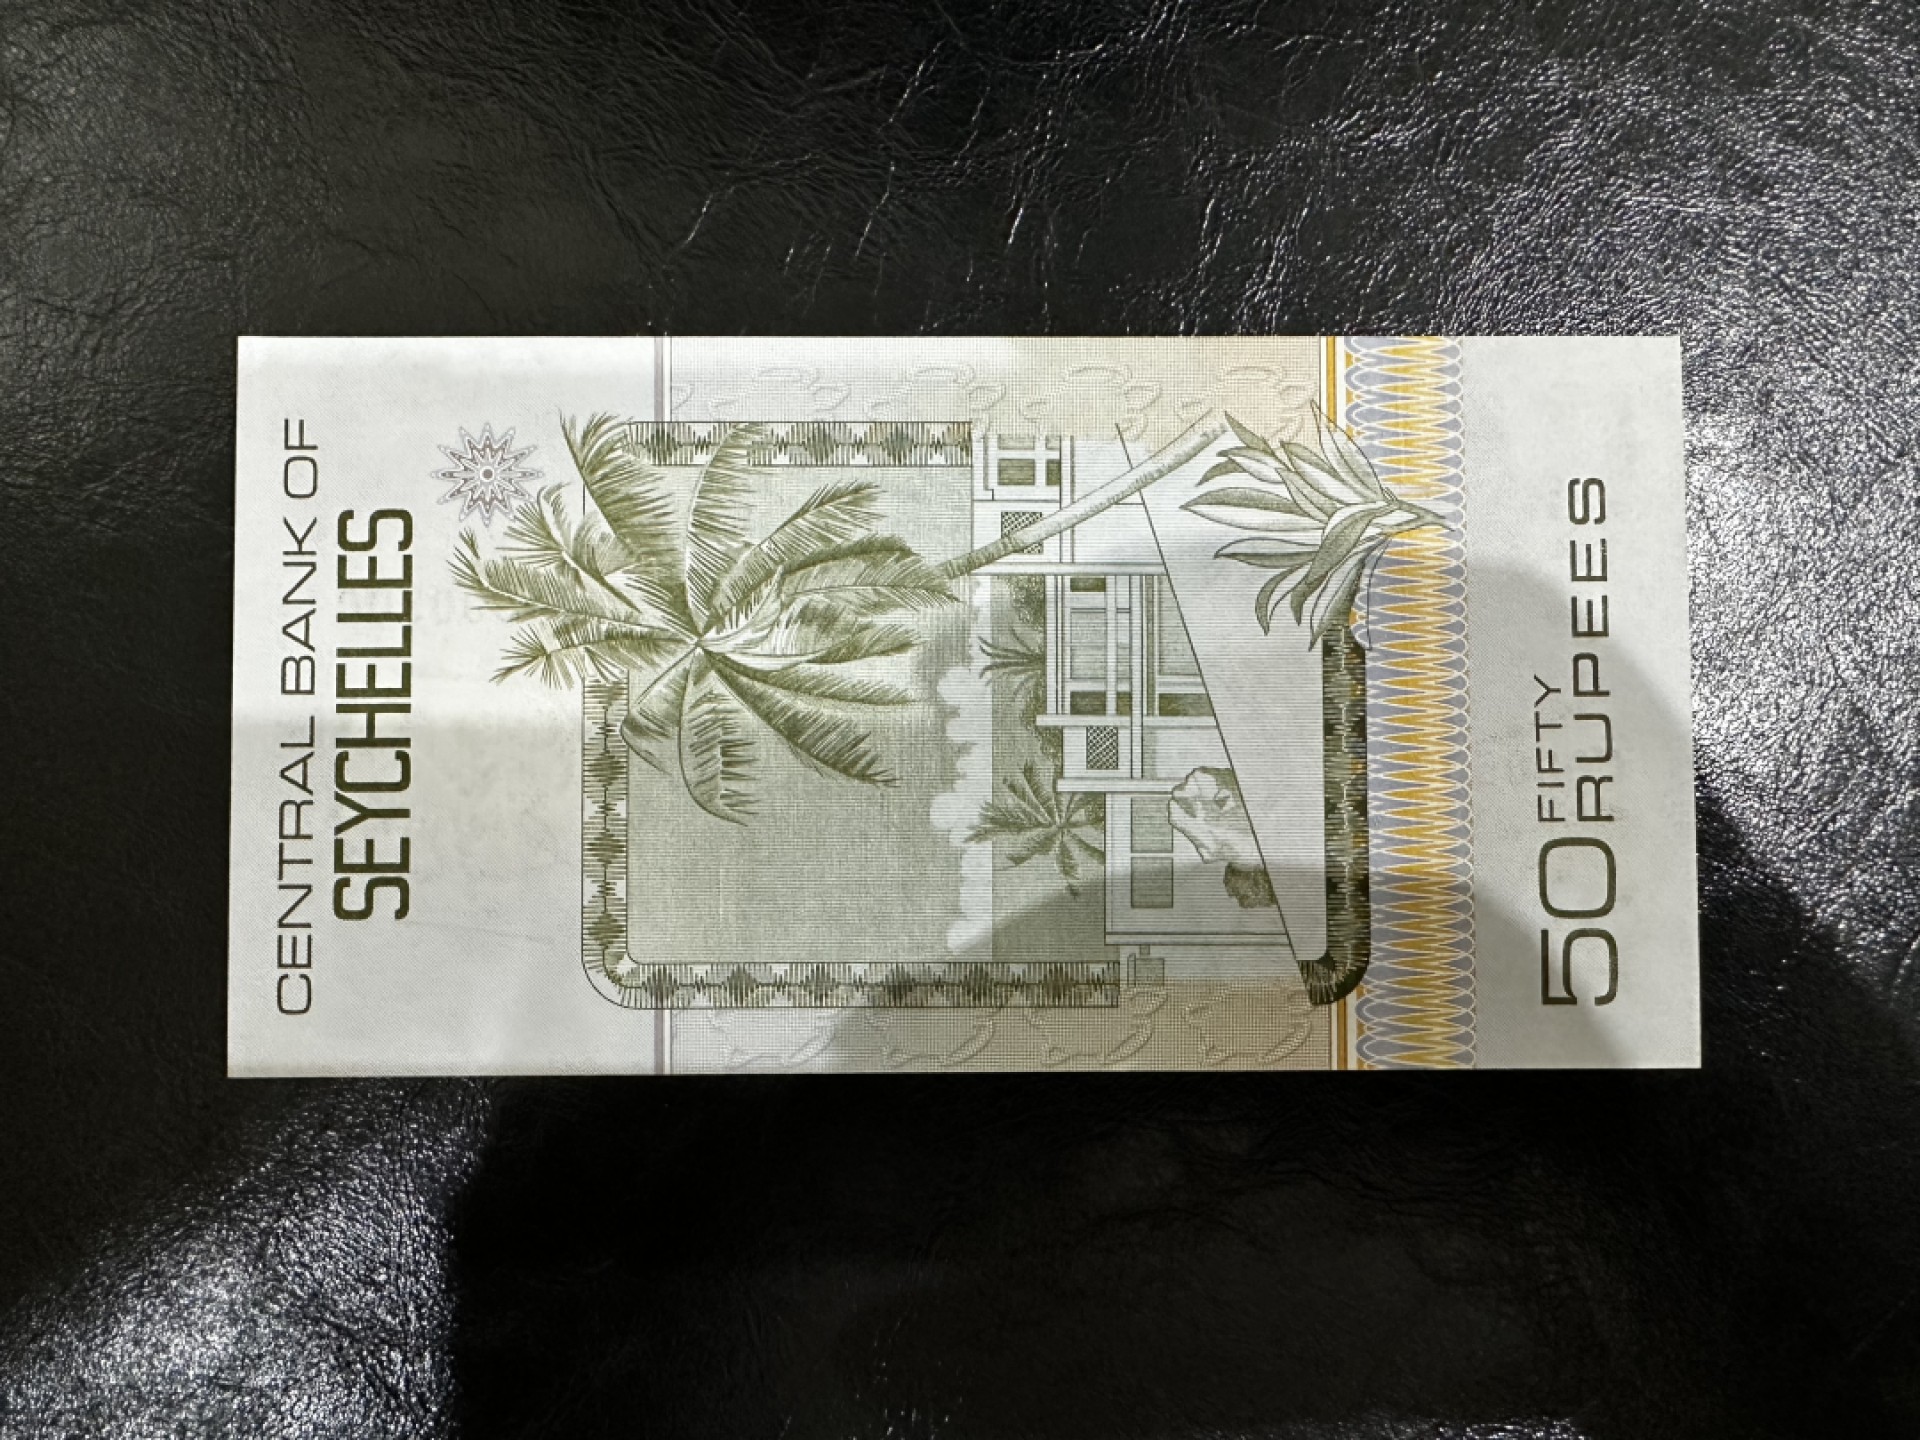 CENTRAL BANK OF
SEYCHELLES
50 FIFTY
RUPEES